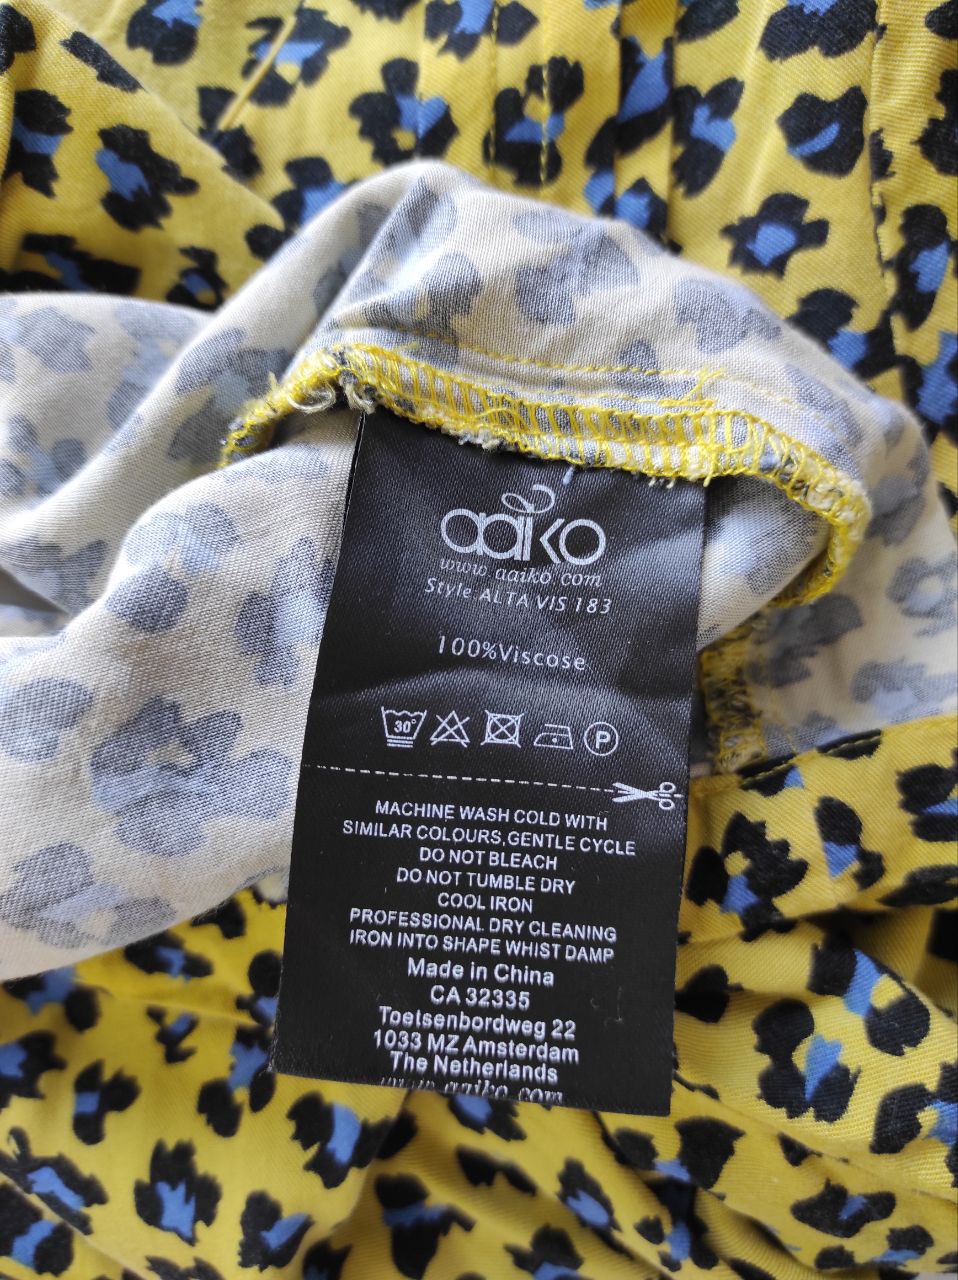 aaiko
www.aaiko.com
Style ALTA VIS 183
100%Viscose
30°
P
MACHINE WASH COLD WITH
SIMILAR COLOURS,GENTLE CYCLE
DO NOT BLEACH
DO NOT TUMBLE DRY
COOL IRON
PROFESSIONAL DRY CLEANING
IRON INTO SHAPE WHIST DAMP
Made in China
CA 32335
Toetsenbordweg 22
1033 MZ Amsterdam
The Netherlands
www.aaiko.com